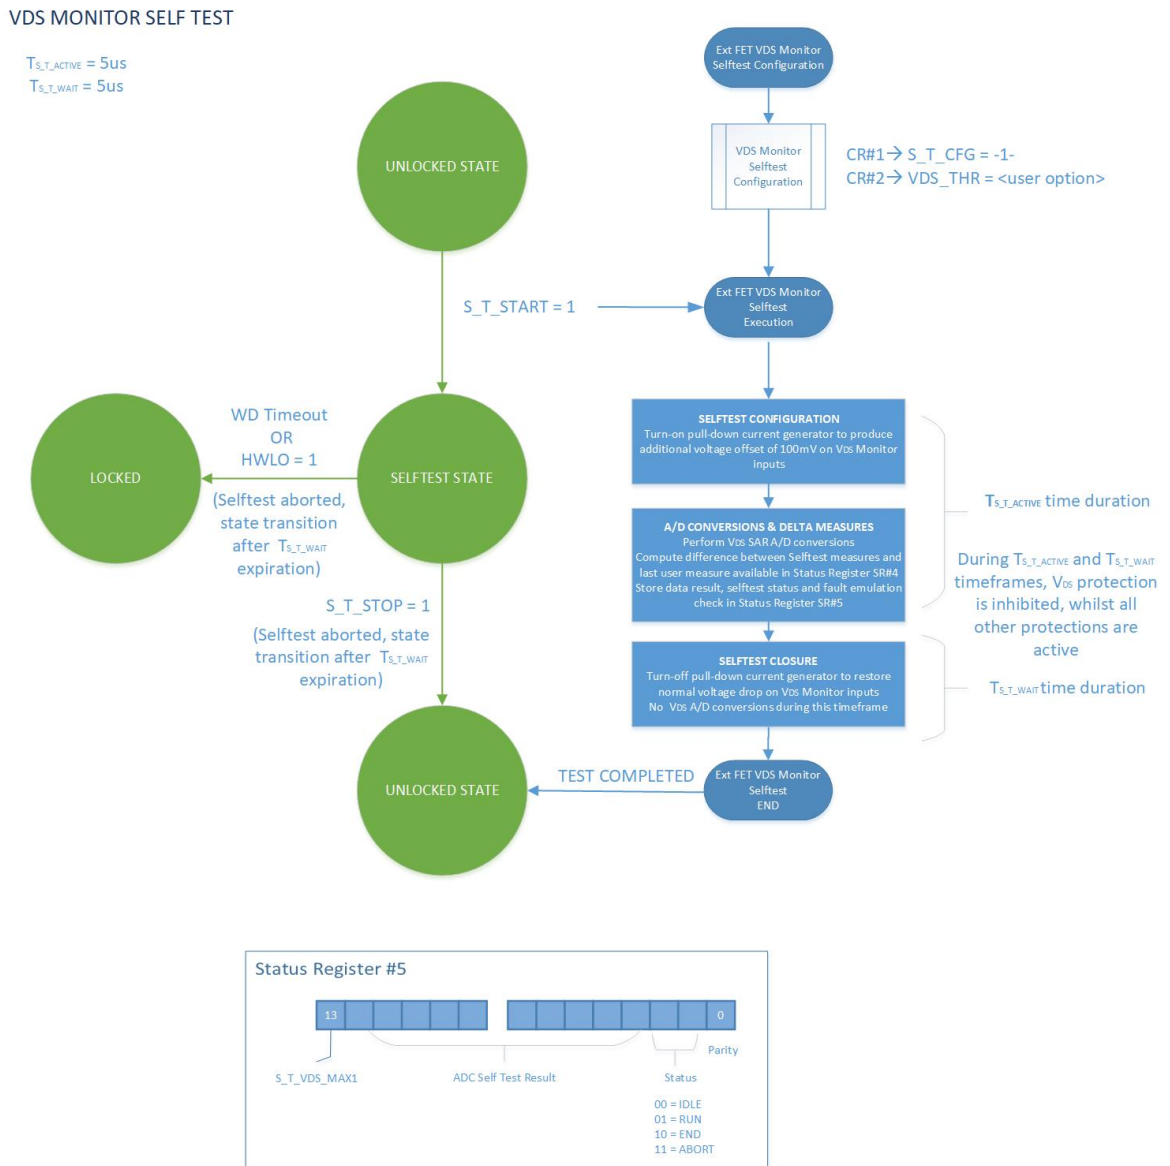 VDS MONITOR SELF TEST
TS_T_ACTIVE = 5us
TS_T_WAIT = 5us
Ext FET VDS Monitor
Selftest Configuration
VDS Monitor
Selftest
Configuration
CR#1→ S_T_CFG = -1-
CR#2→ VDS_THR = <user option>
UNLOCKED STATE
S_T_START = 1
Ext FET VDS Monitor
Selftest
Execution
WD Timeout
OR
HWLO = 1
LOCKED
SELFTEST STATE
(Selftest aborted,
state transition
after TS_T_WAIT
expiration)
SELFTEST CONFIGURATION
Turn-on pull-down current generator to produce
additional voltage offset of 100mV on VDS Monitor
inputs
A/D CONVERSIONS & DELTA MEASURES
Perform VDS SAR A/D conversions
Compute difference between Selftest measures and
last user measure available in Status Register SR#4
Store data result, selftest status and fault emulation
check in Status Register SR#5
TS_T_ACTIVE time duration
During TS_T_ACTIVE and TS_T_WAIT
timeframes, VDS protection
is inhibited, whilst all
other protections are
active
S_T_STOP = 1
(Selftest aborted, state
transition after TS_T_WAIT
expiration)
SELFTEST CLOSURE
Turn-off pull-down current generator to restore
normal voltage drop on VDS Monitor inputs
No VDS A/D conversions during this timeframe
TS_T_WAIT time duration
UNLOCKED STATE
TEST COMPLETED
Ext FET VDS Monitor
Selftest
END
Status Register #5
13
0
Parity
S_T_VDS_MAX1
ADC Self Test Result
Status
00 = IDLE
01 = RUN
10 = END
11 = ABORT